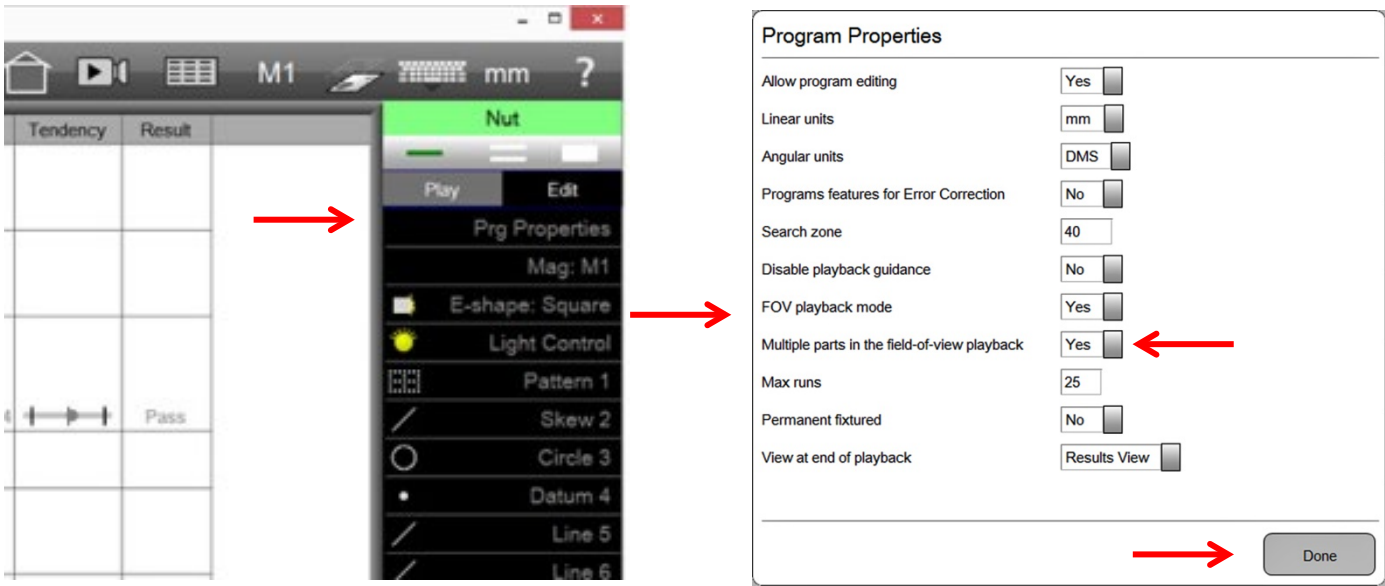 M1 mm ?
Tendency Result
Pass
Nut
Play Edit
Prg Properties
Mag: M1
E-shape: Square
Light Control
Pattern 1
Skew 2
Circle 3
Datum 4
Line 5
Line 6
Program Properties
Allow program editing Yes
Linear units mm
Angular units DMS
Programs features for Error Correction No
Search zone 40
Disable playback guidance No
FOV playback mode Yes
Multiple parts in the field-of-view playback Yes
Max runs 25
Permanent fixtured No
View at end of playback Results View
Done